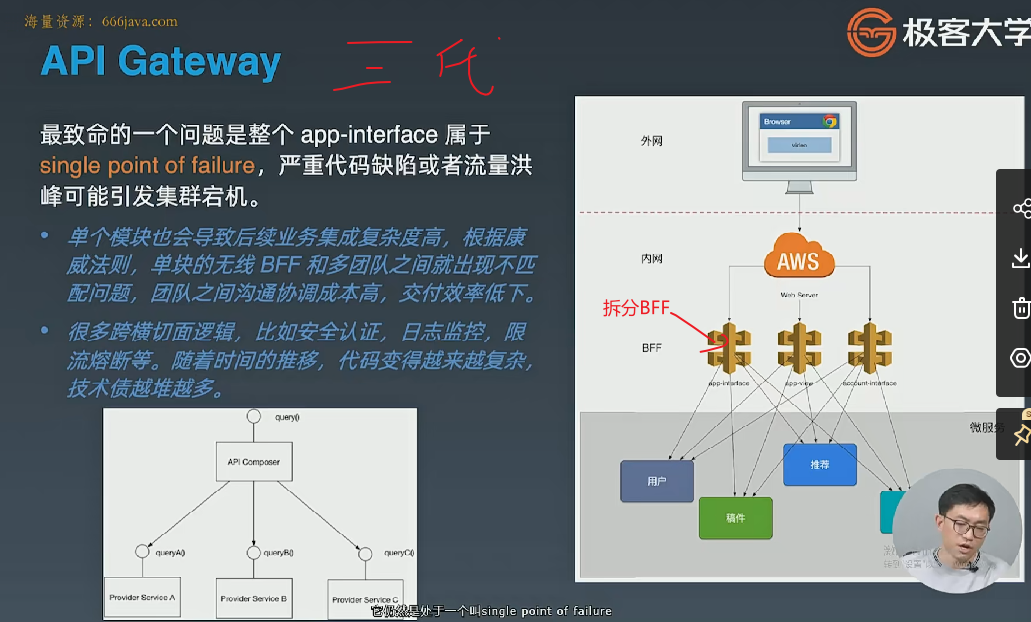 海量资源：666java.com
极客大学
API Gateway
三代
最致命的一个问题是整个 app-interface 属于
single point of failure，严重代码缺陷或者流量洪
峰可能引发集群宕机。
• 单个模块也会导致后续业务集成复杂度高，根据康
威法则，单块的无线 BFF 和多团队之间就出现不匹
配问题，团队之间沟通协调成本高，交付效率低下。
• 很多跨横切面逻辑，比如安全认证，日志监控，限
流熔断等。随着时间的推移，代码变得越来越复杂，
技术债越堆越多。
query()
API Composer
queryA()
queryB()
queryC()
Provider Service A
Provider Service B
Provider Service C
外网
Browser
内网
AWS
Web Server
拆分BFF
BFF
app-interface
app-view
account-interface
微服务
用户
推荐
稿件
它仍然是处于一个叫single point of failure